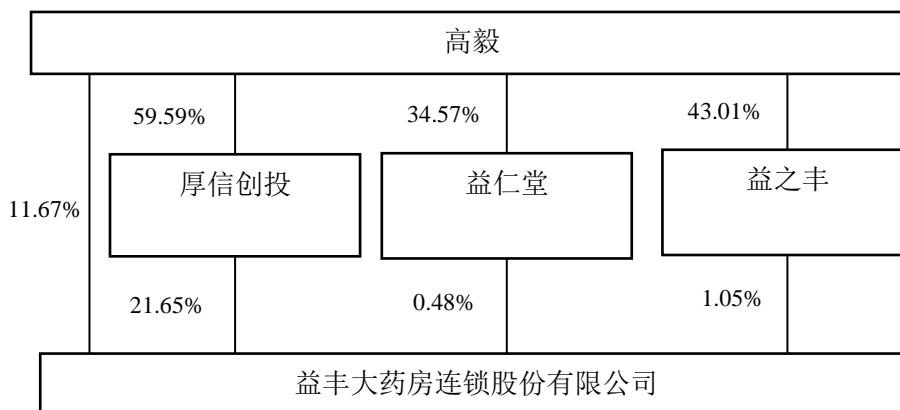 高毅
59.59%
34.57%
43.01%
厚信创投
益仁堂
益之丰
11.67%
21.65%
0.48%
1.05%
益丰大药房连锁股份有限公司